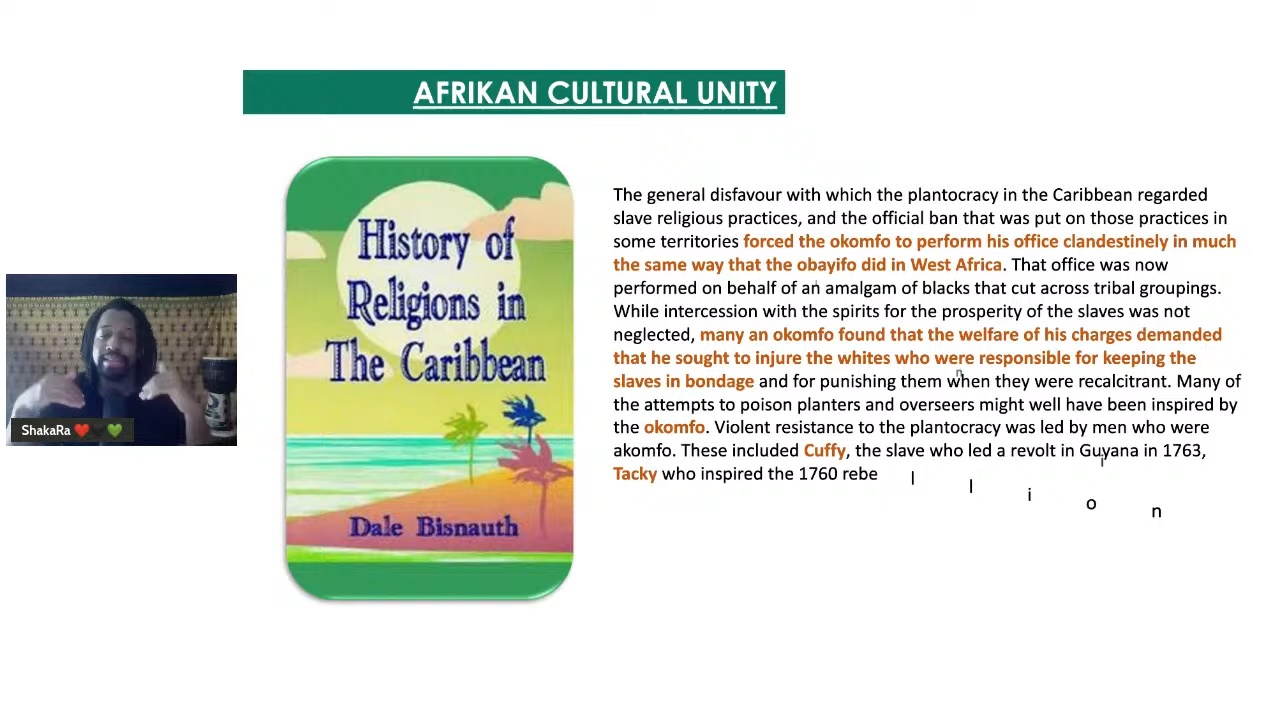 AFRIKAN CULTURAL UNITY
History of
Religions in
The Caribbean
Dale Bisnauth
ShakaRa
The general disfavour with which the plantocracy in the Caribbean regarded
slave religious practices, and the official ban that was put on those practices in
some territories forced the okomfo to perform his office clandestinely in much
the same way that the obayifo did in West Africa. That office was now
performed on behalf of an amalgam of blacks that cut across tribal groupings.
While intercession with the spirits for the prosperity of the slaves was not
neglected, many an okomfo found that the welfare of his charges demanded
that he sought to injure the whites who were responsible for keeping the
slaves in bondage and for punishing them when they were recalcitrant. Many of
the attempts to poison planters and overseers might well have been inspired by
the okomfo. Violent resistance to the plantocracy was led by men who were
akomfo. These included Cuffy, the slave who led a revolt in Guyana in 1763,
Tacky who inspired the 1760 rebe l l i o n